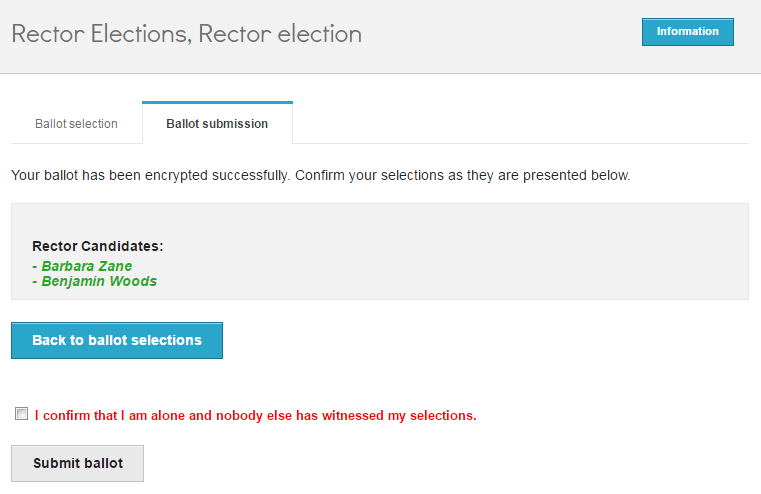 Rector Elections, Rector election
Information
Ballot selection
Ballot submission
Your ballot has been encrypted successfully. Confirm your selections as they are presented below.
Rector Candidates:
- Barbara Zane
- Benjamin Woods
Back to ballot selections
I confirm that I am alone and nobody else has witnessed my selections.
Submit ballot